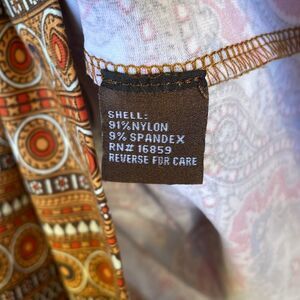 SHELL:
91% NYLON
9% SPANDEX
RN# 16859
REVERSE FOR CARE